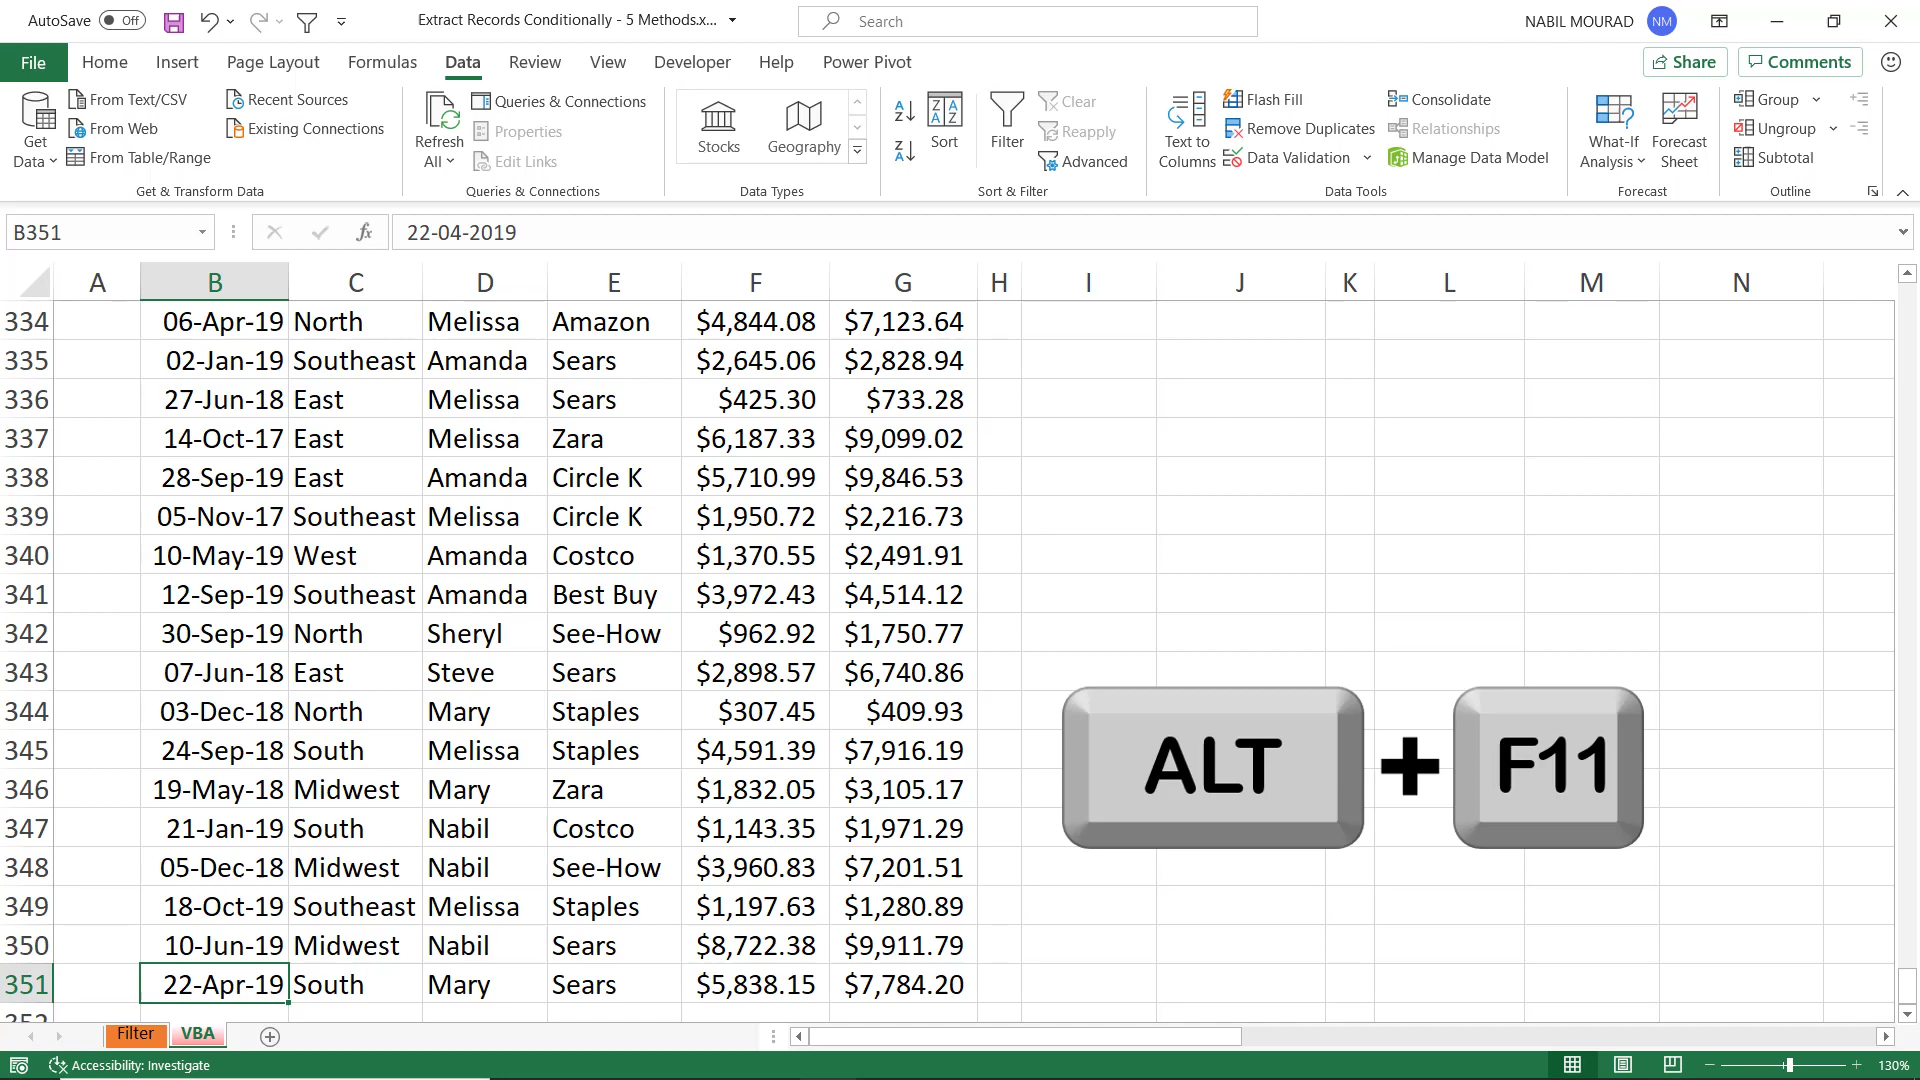 AutoSave Off Extract Records Conditionally - 5 Methods.x... Search NABIL MOURAD NM
File Home Insert Page Layout Formulas Data Review View Developer Help Power Pivot Share Comments
Get Data From Text/CSV From Web From Table/Range Recent Sources Existing Connections
Get & Transform Data
Refresh All Queries & Connections Properties Edit Links
Queries & Connections
Stocks Geography
Data Types
Sort Filter Clear Reapply Advanced
Sort & Filter
Text to Columns Flash Fill Remove Duplicates Data Validation Consolidate Relationships Manage Data Model
Data Tools
What-If Analysis Forecast Sheet
Forecast
Group Ungroup Subtotal
Outline
B351 fx 22-04-2019
A B C D E F G H I J K L M N
334 06-Apr-19 North Melissa Amazon $4,844.08 $7,123.64
335 02-Jan-19 Southeast Amanda Sears $2,645.06 $2,828.94
336 27-Jun-18 East Melissa Sears $425.30 $733.28
337 14-Oct-17 East Melissa Zara $6,187.33 $9,099.02
338 28-Sep-19 East Amanda Circle K $5,710.99 $9,846.53
339 05-Nov-17 Southeast Melissa Circle K $1,950.72 $2,216.73
340 10-May-19 West Amanda Costco $1,370.55 $2,491.91
341 12-Sep-19 Southeast Amanda Best Buy $3,972.43 $4,514.12
342 30-Sep-19 North Sheryl See-How $962.92 $1,750.77
343 07-Jun-18 East Steve Sears $2,898.57 $6,740.86
344 03-Dec-18 North Mary Staples $307.45 $409.93
345 24-Sep-18 South Melissa Staples $4,591.39 $7,916.19
346 19-May-18 Midwest Mary Zara $1,832.05 $3,105.17
347 21-Jan-19 South Nabil Costco $1,143.35 $1,971.29
348 05-Dec-18 Midwest Nabil See-How $3,960.83 $7,201.51
349 18-Oct-19 Southeast Melissa Staples $1,197.63 $1,280.89
350 10-Jun-19 Midwest Nabil Sears $8,722.38 $9,911.79
351 22-Apr-19 South Mary Sears $5,838.15 $7,784.20
352
ALT + F11
Filter VBA
Accessibility: Investigate 130%